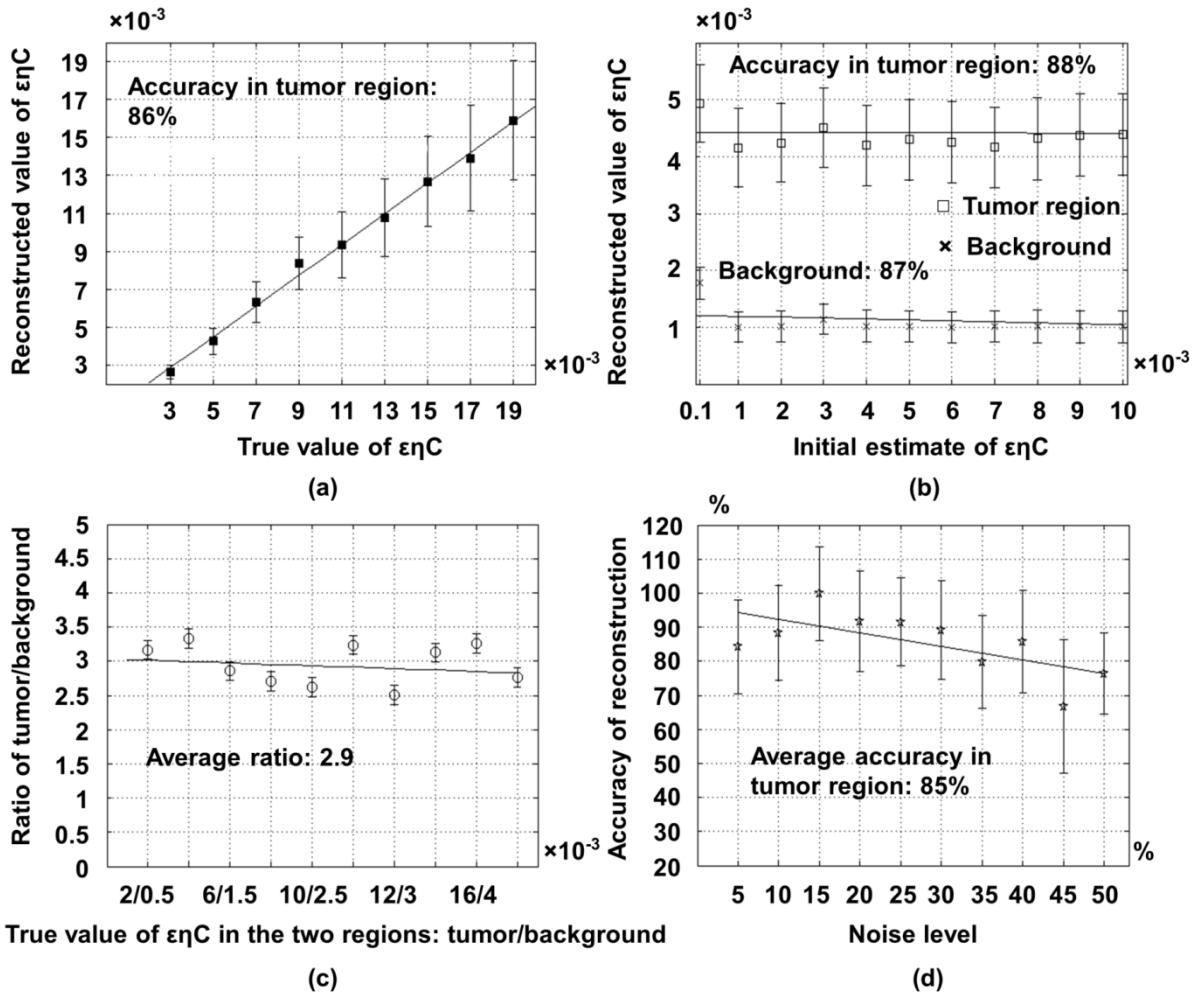 ×10⁻³
Reconstructed value of εηC
19
17
15
13
11
9
7
5
3
Accuracy in tumor region:
86%
×10⁻³
3 5 7 9 11 13 15 17 19
True value of εηC
(a)
×10⁻³
Reconstructed value of εηC
5
4
3
2
1
Accuracy in tumor region: 88%
Tumor region
Background
Background: 87%
×10⁻³
0.1 1 2 3 4 5 6 7 8 9 10
Initial estimate of εηC
(b)
Ratio of tumor/background
5
4.5
4
3.5
3
2.5
2
1.5
1
0.5
0
Average ratio: 2.9
×10⁻³
2/0.5 6/1.5 10/2.5 12/3 16/4
True value of εηC in the two regions: tumor/background
(c)
%
Accuracy of reconstruction
120
110
100
90
80
70
60
50
40
30
20
Average accuracy in
tumor region: 85%
%
5 10 15 20 25 30 35 40 45 50
Noise level
(d)